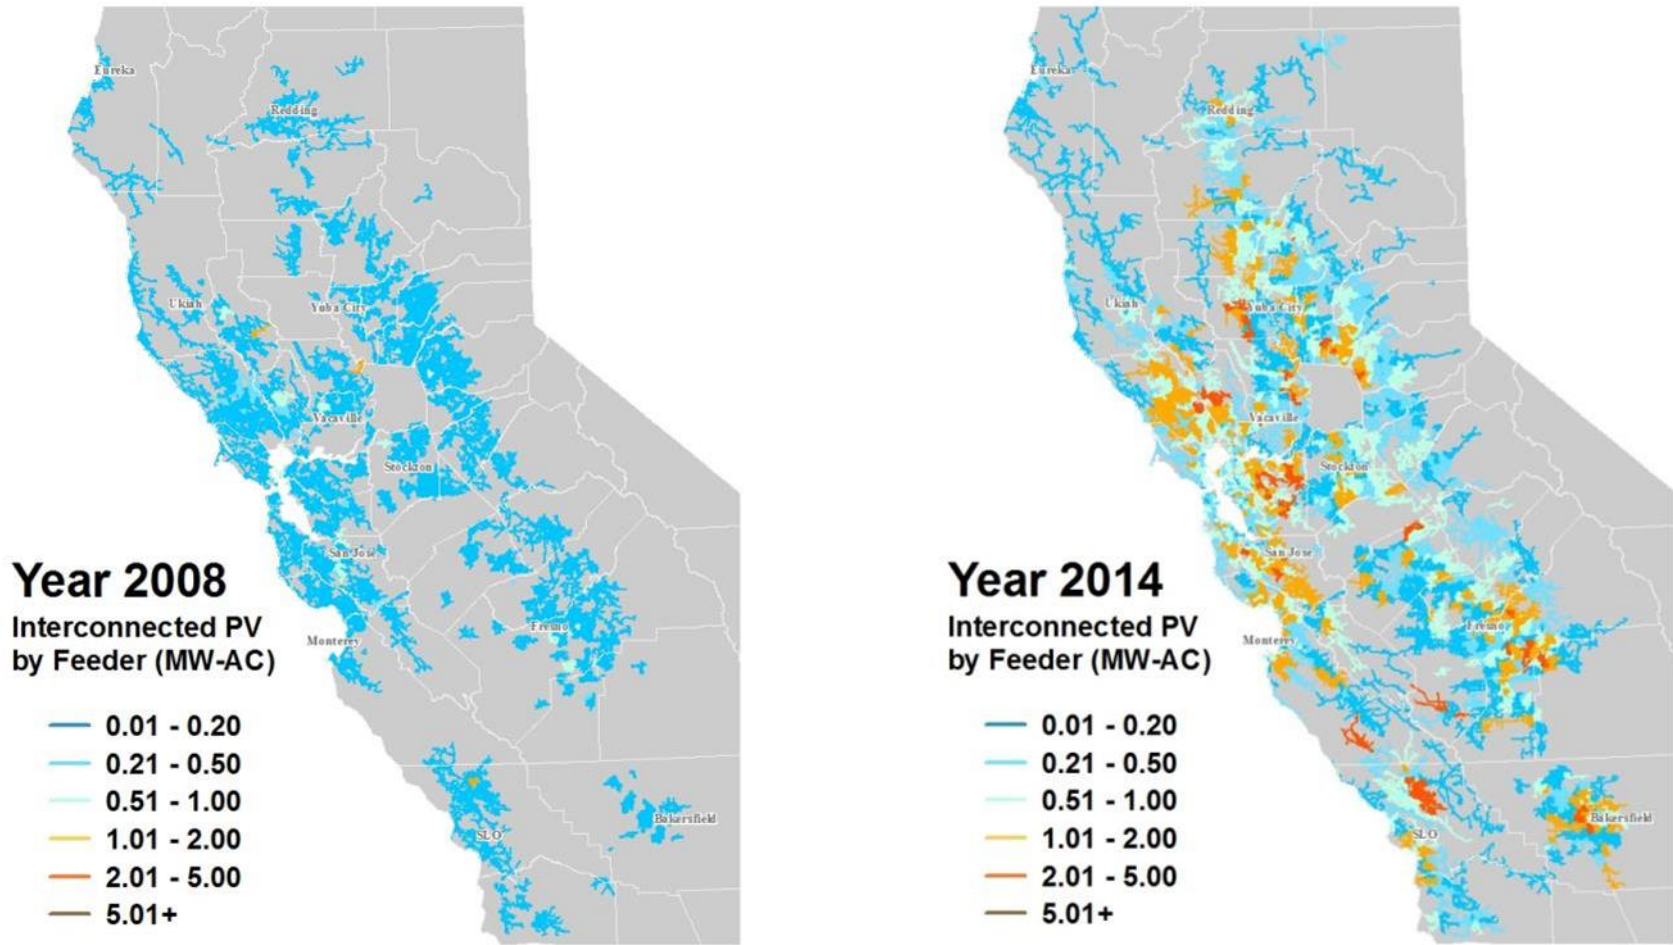 Eureka
Redding
Ukiah
Yuba City
Vacaville
Stockton
San Jose
Monterey
Fresno
SLO
Bakersfield
Year 2008
Interconnected PV
by Feeder (MW-AC)
0.01 - 0.20
0.21 - 0.50
0.51 - 1.00
1.01 - 2.00
2.01 - 5.00
5.01+
Eureka
Redding
Ukiah
Yuba City
Vacaville
Stockton
San Jose
Monterey
Fresno
SLO
Bakersfield
Year 2014
Interconnected PV
by Feeder (MW-AC)
0.01 - 0.20
0.21 - 0.50
0.51 - 1.00
1.01 - 2.00
2.01 - 5.00
5.01+